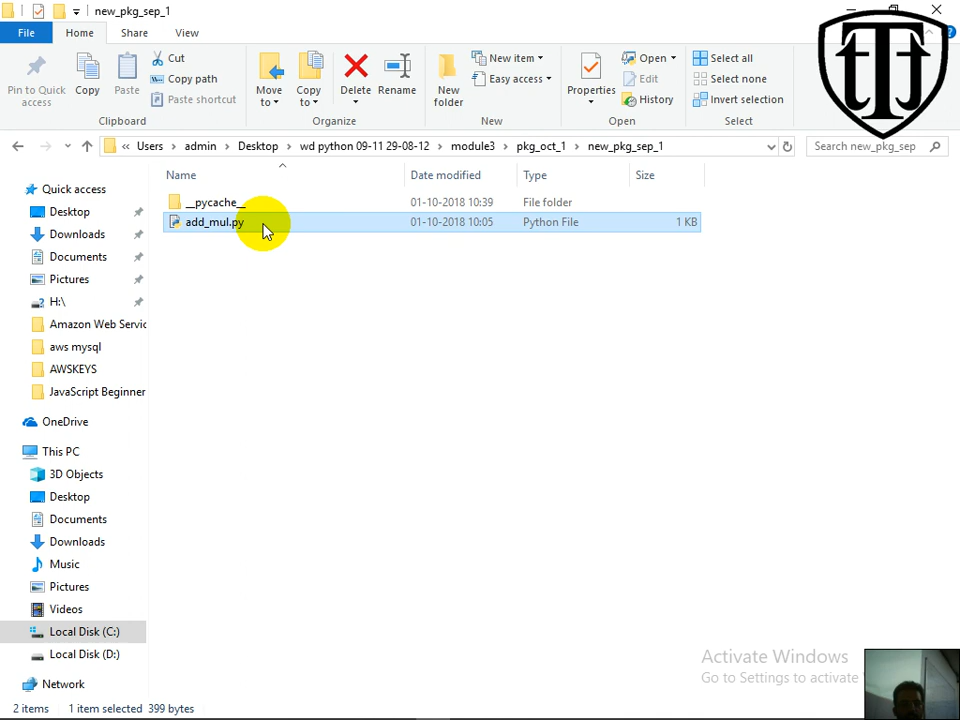 new_pkg_sep_1
File Home Share View
Pin to Quick access
Copy
Paste
Cut
Copy path
Paste shortcut
Clipboard
Move to
Copy to
Delete
Rename
Organize
New folder
New item
Easy access
New
Properties
Open
Edit
History
Open
Select all
Select none
Invert selection
Select
« Users › admin › Desktop › wd python 09-11 29-08-12 › module3 › pkg_oct_1 › new_pkg_sep_1
Search new_pkg_sep
Name Date modified Type Size
__pycache__ 01-10-2018 10:39 File folder
add_mul.py 01-10-2018 10:05 Python File 1 KB
Quick access
Desktop
Downloads
Documents
Pictures
H:\
Amazon Web Servic
aws mysql
AWSKEYS
JavaScript Beginner
OneDrive
This PC
3D Objects
Desktop
Documents
Downloads
Music
Pictures
Videos
Local Disk (C:)
Local Disk (D:)
Network
Activate Windows
Go to Settings to activate
2 items 1 item selected 399 bytes